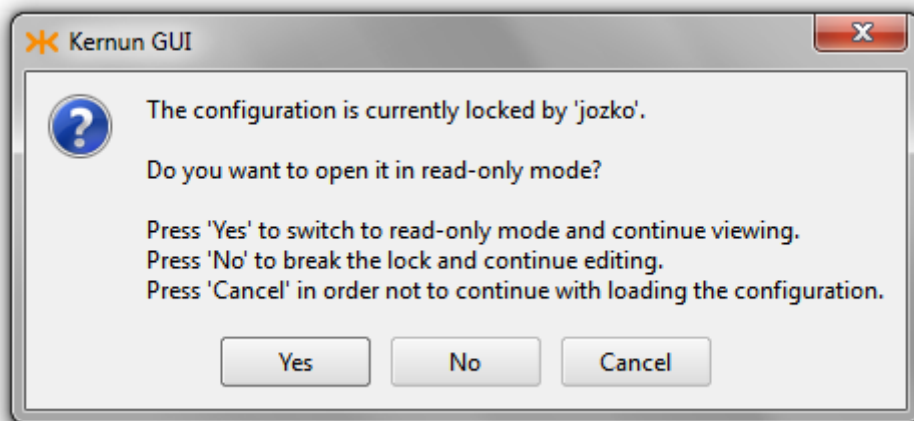 Kernun GUI
The configuration is currently locked by 'jozko'.
Do you want to open it in read-only mode?
Press 'Yes' to switch to read-only mode and continue viewing.
Press 'No' to break the lock and continue editing.
Press 'Cancel' in order not to continue with loading the configuration.
Yes No Cancel